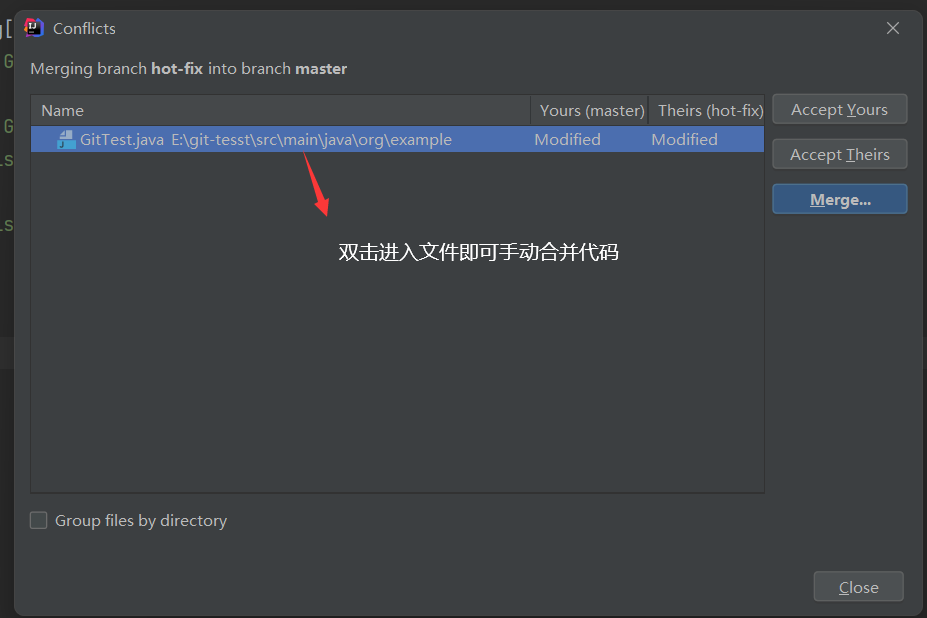 Conflicts
Merging branch hot-fix into branch master
Name Yours (master) Theirs (hot-fix)
GitTest.java E:\git-tesst\src\main\java\org\example Modified Modified
Accept Yours
Accept Theirs
Merge...
双击进入文件即可手动合并代码
Group files by directory
Close